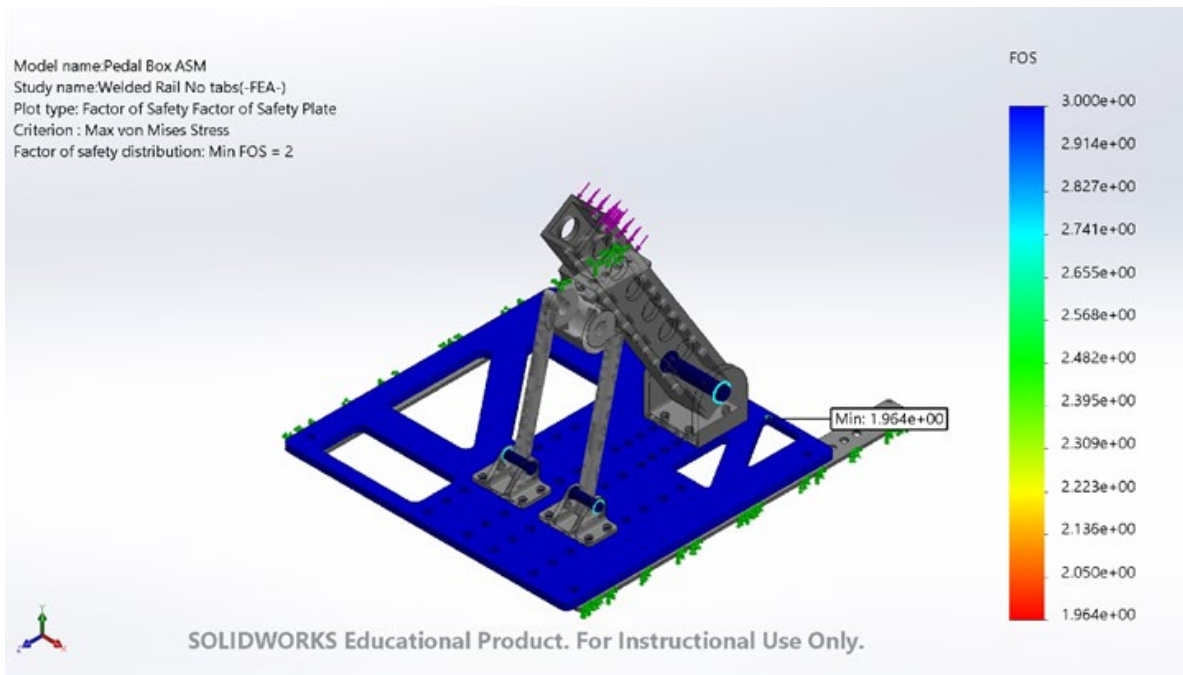 Model name:Pedal Box ASM
Study name:Welded Rail No tabs(-FEA-)
Plot type: Factor of Safety Factor of Safety Plate
Criterion : Max von Mises Stress
Factor of safety distribution: Min FOS = 2
FOS
3.000e+00
2.914e+00
2.827e+00
2.741e+00
2.655e+00
2.568e+00
2.482e+00
2.395e+00
2.309e+00
2.223e+00
2.136e+00
2.050e+00
1.964e+00
Min: 1.964e+00
Y
Z
X
SOLIDWORKS Educational Product. For Instructional Use Only.